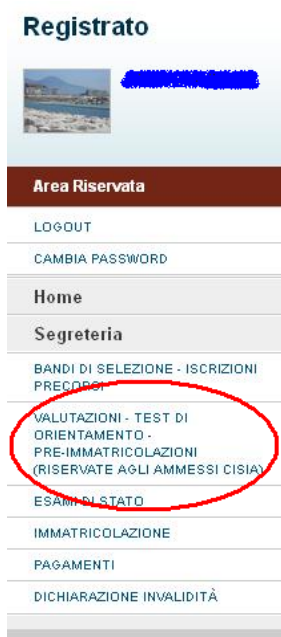 Registrato
Area Riservata
LOGOUT
CAMBIA PASSWORD
Home
Segreteria
BANDI DI SELEZIONE - ISCRIZIONI
PRECORSI
VALUTAZIONI - TEST DI
ORIENTAMENTO -
PRE-IMMATRICOLAZIONI
(RISERVATE AGLI AMMESSI CISIA)
ESAMI DI STATO
IMMATRICOLAZIONE
PAGAMENTI
DICHIARAZIONE INVALIDITÀ